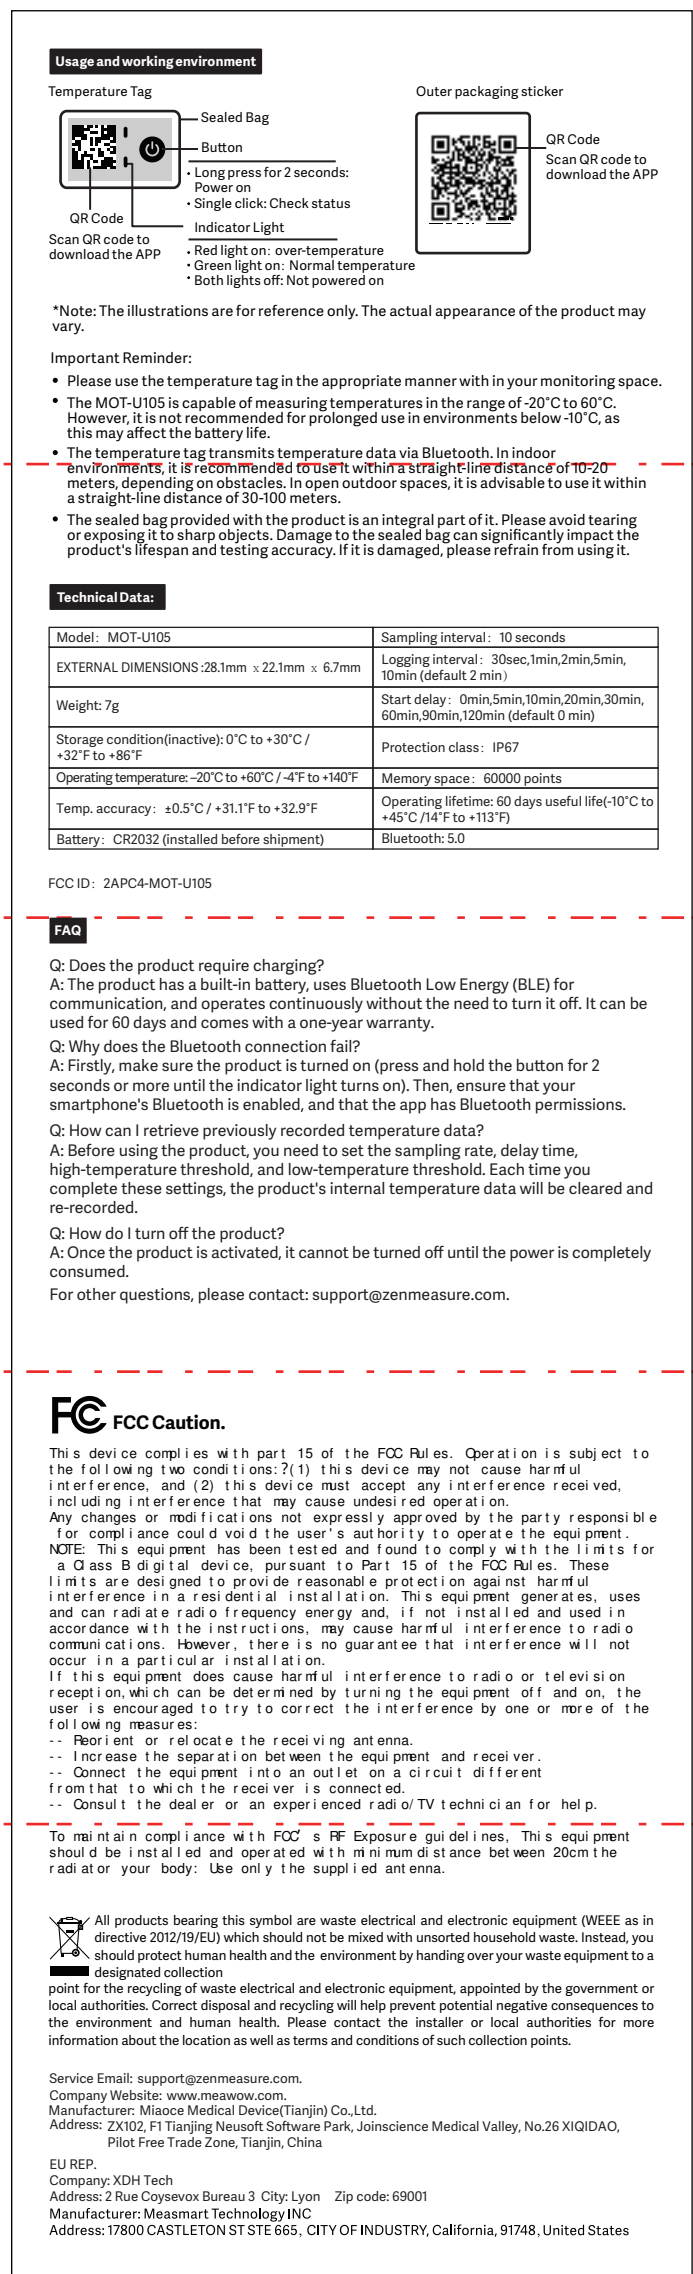 Usage and working environment
Temperature Tag
Sealed Bag
Button
• Long press for 2 seconds:
Power on
• Single click: Check status
QR Code
Scan QR code to
download the APP
Indicator Light
• Red light on: over-temperature
• Green light on: Normal temperature
• Both lights off: Not powered on
Outer packaging sticker
QR Code
Scan QR code to
download the APP
*Note: The illustrations are for reference only. The actual appearance of the product may
vary.
Important Reminder:
• Please use the temperature tag in the appropriate manner with in your monitoring space.
• The MOT-U105 is capable of measuring temperatures in the range of -20°C to 60°C.
However, it is not recommended for prolonged use in environments below -10°C, as
this may affect the battery life.
• The temperature tag transmits temperature data via Bluetooth. In indoor
environments, it is recommended to use it within a straight-line distance of 10-20
meters, depending on obstacles. In open outdoor spaces, it is advisable to use it within
a straight-line distance of 30-100 meters.
• The sealed bag provided with the product is an integral part of it. Please avoid tearing
or exposing it to sharp objects. Damage to the sealed bag can significantly impact the
product's lifespan and testing accuracy. If it is damaged, please refrain from using it.
Technical Data:
Model: MOT-U105
Sampling interval: 10 seconds
EXTERNAL DIMENSIONS :28.1mm x 22.1mm x 6.7mm
Logging interval: 30sec,1min,2min,5min,
10min (default 2 min)
Weight: 7g
Start delay: 0min,5min,10min,20min,30min,
60min,90min,120min (default 0 min)
Storage condition(inactive): 0°C to +30°C /
+32°F to +86°F
Protection class: IP67
Operating temperature: –20°C to +60°C / -4°F to +140°F
Memory space: 60000 points
Temp. accuracy: ±0.5°C / +31.1°F to +32.9°F
Operating lifetime: 60 days useful life(-10°C to
+45°C /14°F to +113°F)
Battery: CR2032 (installed before shipment)
Bluetooth: 5.0
FCC ID: 2APC4-MOT-U105
FAQ
Q: Does the product require charging?
A: The product has a built-in battery, uses Bluetooth Low Energy (BLE) for
communication, and operates continuously without the need to turn it off. It can be
used for 60 days and comes with a one-year warranty.
Q: Why does the Bluetooth connection fail?
A: Firstly, make sure the product is turned on (press and hold the button for 2
seconds or more until the indicator light turns on). Then, ensure that your
smartphone's Bluetooth is enabled, and that the app has Bluetooth permissions.
Q: How can I retrieve previously recorded temperature data?
A: Before using the product, you need to set the sampling rate, delay time,
high-temperature threshold, and low-temperature threshold. Each time you
complete these settings, the product's internal temperature data will be cleared and
re-recorded.
Q: How do I turn off the product?
A: Once the product is activated, it cannot be turned off until the power is completely
consumed.
For other questions, please contact: support@zenmeasure.com.
FC FCC Caution.
This device complies with part 15 of the FCC Rules. Operation is subject to
the following two conditions:?(1) this device may not cause harmful
interference, and (2) this device must accept any interference received,
including interference that may cause undesired operation.
Any changes or modifications not expressly approved by the party responsible
for compliance could void the user's authority to operate the equipment.
NOTE: This equipment has been tested and found to comply with the limits for
a Class B digital device, pursuant to Part 15 of the FCC Rules. These
limits are designed to provide reasonable protection against harmful
interference in a residential installation. This equipment generates, uses
and can radiate radio frequency energy and, if not installed and used in
accordance with the instructions, may cause harmful interference to radio
communications. However, there is no guarantee that interference will not
occur in a particular installation.
If this equipment does cause harmful interference to radio or television
reception,which can be determined by turning the equipment off and on, the
user is encouraged to try to correct the interference by one or more of the
following measures:
-- Reorient or relocate the receiving antenna.
-- Increase the separation between the equipment and receiver.
-- Connect the equipment into an outlet on a circuit different
from that to which the receiver is connected.
-- Consult the dealer or an experienced radio/TV technician for help.
To maintain compliance with FCC's RF Exposure guidelines, This equipment
should be installed and operated with minimum distance between 20cm the
radiator your body: Use only the supplied antenna.
All products bearing this symbol are waste electrical and electronic equipment (WEEE as in
directive 2012/19/EU) which should not be mixed with unsorted household waste. Instead, you
should protect human health and the environment by handing over your waste equipment to a
designated collection
point for the recycling of waste electrical and electronic equipment, appointed by the government or
local authorities. Correct disposal and recycling will help prevent potential negative consequences to
the environment and human health. Please contact the installer or local authorities for more
information about the location as well as terms and conditions of such collection points.
Service Email: support@zenmeasure.com.
Company Website: www.meawow.com.
Manufacturer: Miaoce Medical Device(Tianjin) Co.,Ltd.
Address: ZX102, F1 Tianjing Neusoft Software Park, Joinscience Medical Valley, No.26 XIQIDAO,
Pilot Free Trade Zone, Tianjin, China
EU REP.
Company: XDH Tech
Address: 2 Rue Coysevox Bureau 3 City: Lyon Zip code: 69001
Manufacturer: Measmart Technology INC
Address: 17800 CASTLETON ST STE 665, CITY OF INDUSTRY, California, 91748, United States